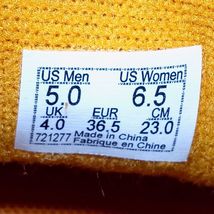 US Men US Women
5.0 6.5
UK EUR CM
4.0 36.5 23.0
721277 Made in China
Fabrique en Chine